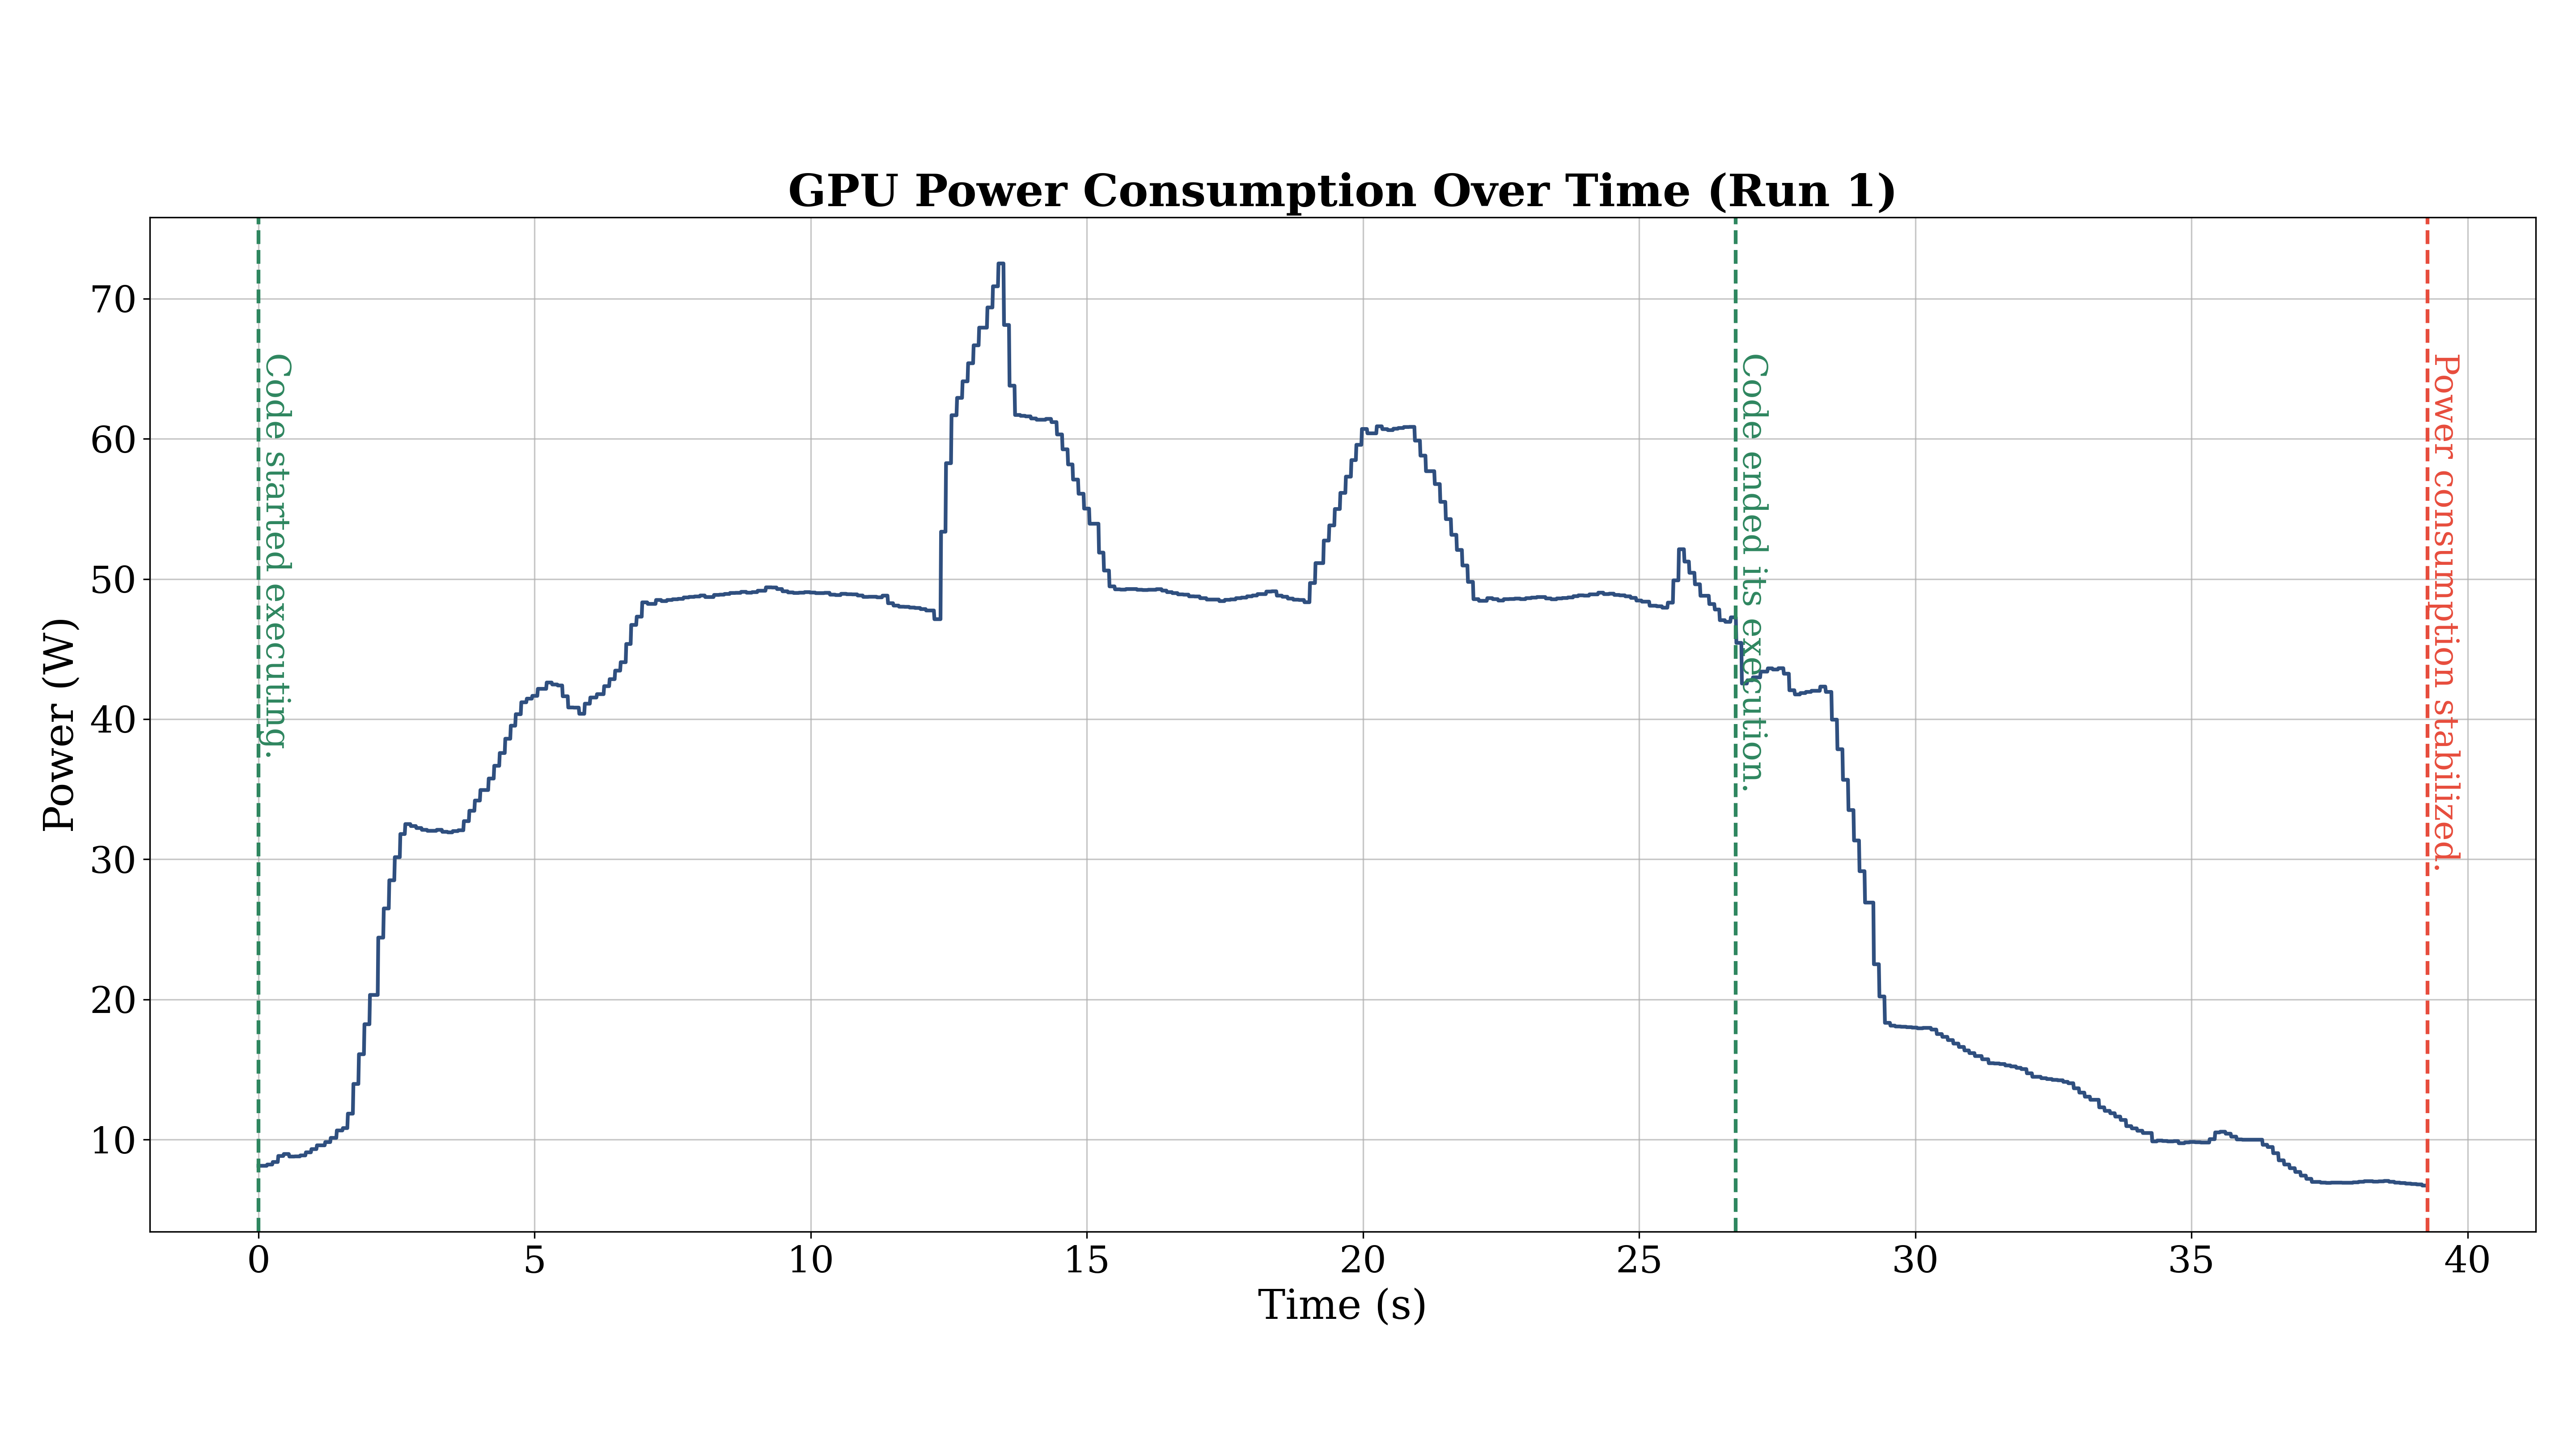 GPU Power Consumption Over Time (Run 1)
Power (W)
70
60
50
40
30
20
10
Code started executing.
Code ended its execution.
Power consumption stabilized.
0 5 10 15 20 25 30 35 40
Time (s)